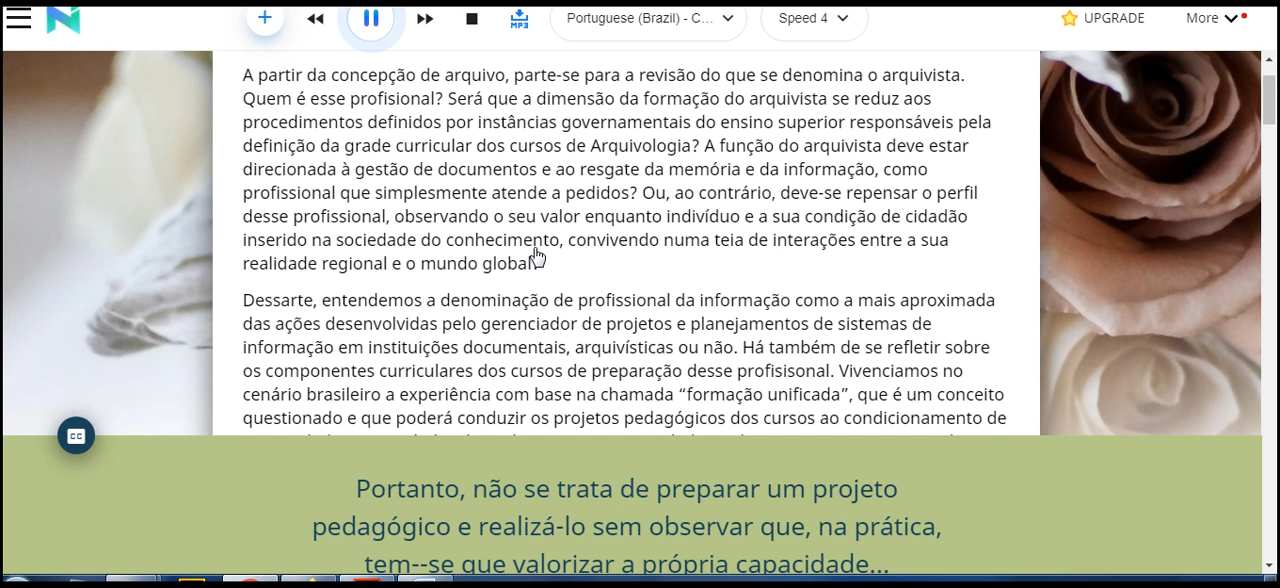 MP3
Portuguese (Brazil) - C...
Speed 4
UPGRADE
More
A partir da concepção de arquivo, parte-se para a revisão do que se denomina o arquivista.
Quem é esse profisional? Será que a dimensão da formação do arquivista se reduz aos
procedimentos definidos por instâncias governamentais do ensino superior responsáveis pela
definição da grade curricular dos cursos de Arquivologia? A função do arquivista deve estar
direcionada à gestão de documentos e ao resgate da memória e da informação, como
profissional que simplesmente atende a pedidos? Ou, ao contrário, deve-se repensar o perfil
desse profissional, observando o seu valor enquanto indivíduo e a sua condição de cidadão
inserido na sociedade do conhecimento, convivendo numa teia de interações entre a sua
realidade regional e o mundo global.
Dessarte, entendemos a denominação de profissional da informação como a mais aproximada
das ações desenvolvidas pelo gerenciador de projetos e planejamentos de sistemas de
informação em instituições documentais, arquivísticas ou não. Há também de se refletir sobre
os componentes curriculares dos cursos de preparação desse profisisonal. Vivenciamos no
cenário brasileiro a experiência com base na chamada “formação unificada”, que é um conceito
questionado e que poderá conduzir os projetos pedagógicos dos cursos ao condicionamento de
CC
Portanto, não se trata de preparar um projeto
pedagógico e realizá-lo sem observar que, na prática,
tem--se que valorizar a própria capacidade...